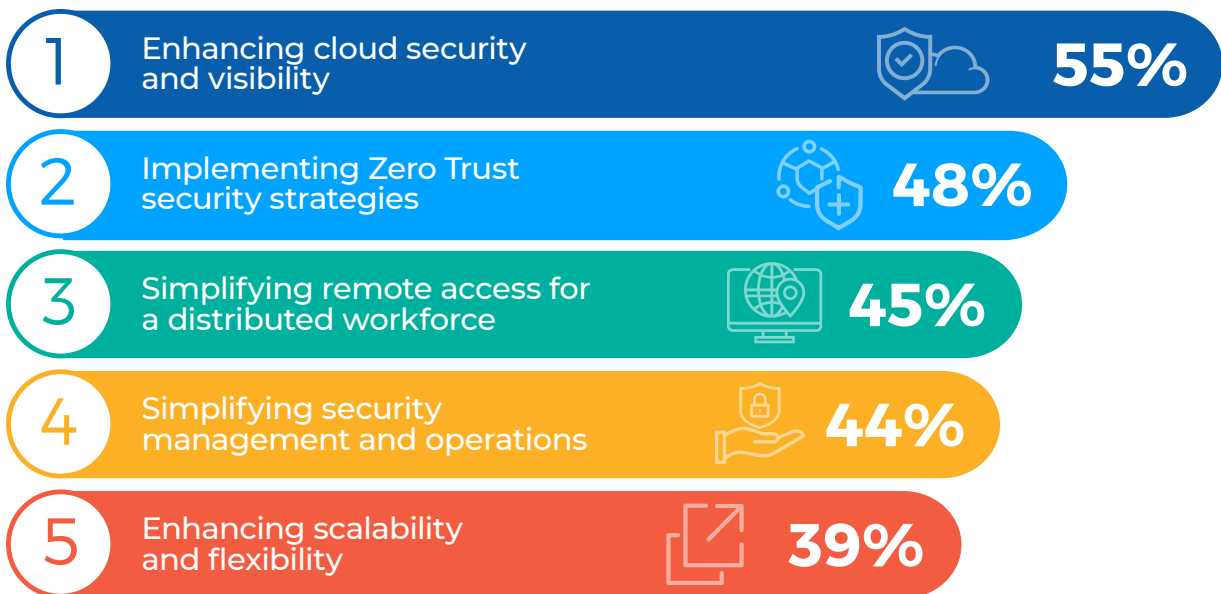 1
Enhancing cloud security
and visibility
55%
2
Implementing Zero Trust
security strategies
48%
3
Simplifying remote access for
a distributed workforce
45%
4
Simplifying security
management and operations
44%
5
Enhancing scalability
and flexibility
39%